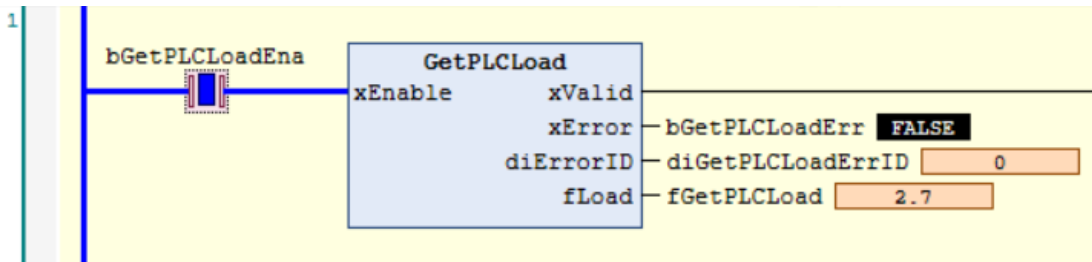 1
bGetPLCLoadEna
GetPLCLoad
xEnable xValid
xError bGetPLCLoadErr FALSE
diErrorID diGetPLCLoadErrID 0
fLoad fGetPLCLoad 2.7